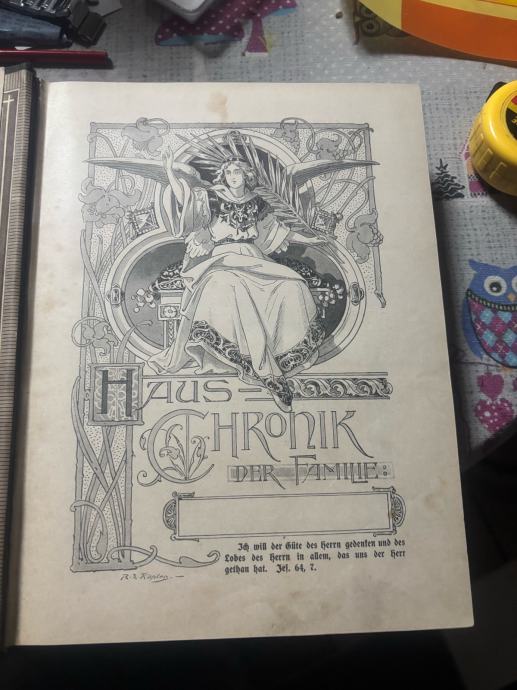 HAUS-
CHRONIK
DER FAMILIE:
Ich will der Güte des Herrn gedenken und des
Lobes des Herrn in allem, das uns der Herr
gethan hat. Jes. 64, 7.